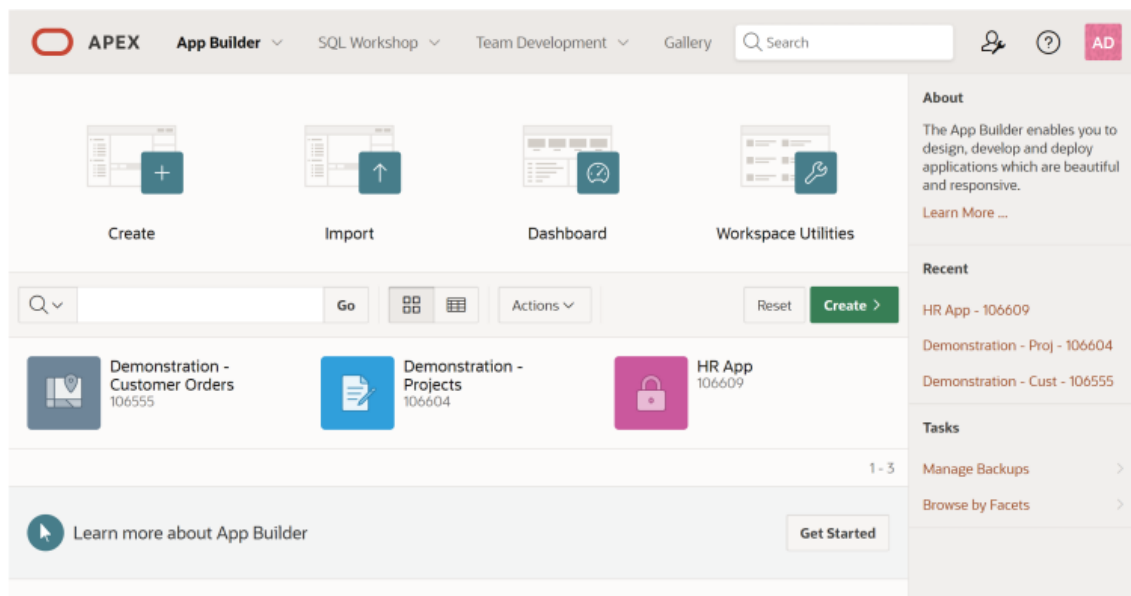 APEX App Builder SQL Workshop Team Development Gallery Search AD
Create Import Dashboard Workspace Utilities
Go Actions Reset Create
Demonstration -
Customer Orders
106555
Demonstration -
Projects
106604
HR App
106609
1 - 3
Learn more about App Builder Get Started
About
The App Builder enables you to
design, develop and deploy
applications which are beautiful
and responsive.
Learn More ...
Recent
HR App - 106609
Demonstration - Proj - 106604
Demonstration - Cust - 106555
Tasks
Manage Backups
Browse by Facets